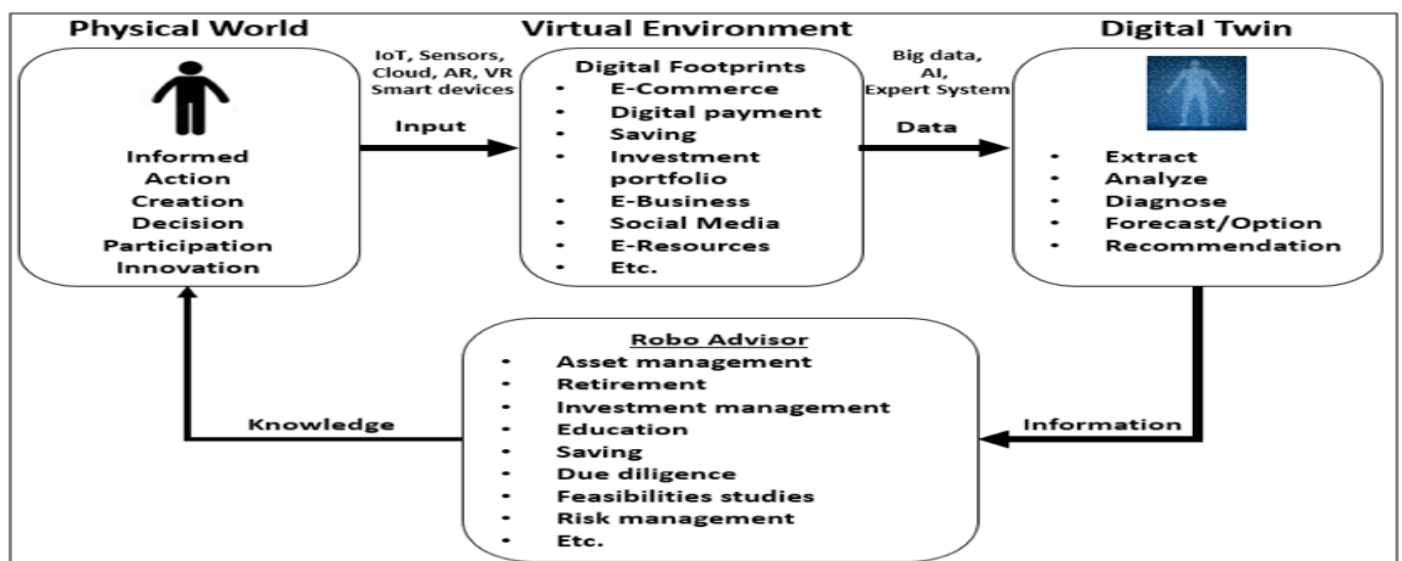 Physical World
Virtual Environment
Digital Twin
Informed
Action
Creation
Decision
Participation
Innovation
IoT, Sensors,
Cloud, AR, VR
Smart devices
Input
Digital Footprints
• E-Commerce
• Digital payment
• Saving
• Investment
portfolio
• E-Business
• Social Media
• E-Resources
• Etc.
Big data,
AI,
Expert System
Data
• Extract
• Analyze
• Diagnose
• Forecast/Option
• Recommendation
Information
Robo Advisor
• Asset management
• Retirement
• Investment management
• Education
• Saving
• Due diligence
• Feasibilities studies
• Risk management
• Etc.
Knowledge